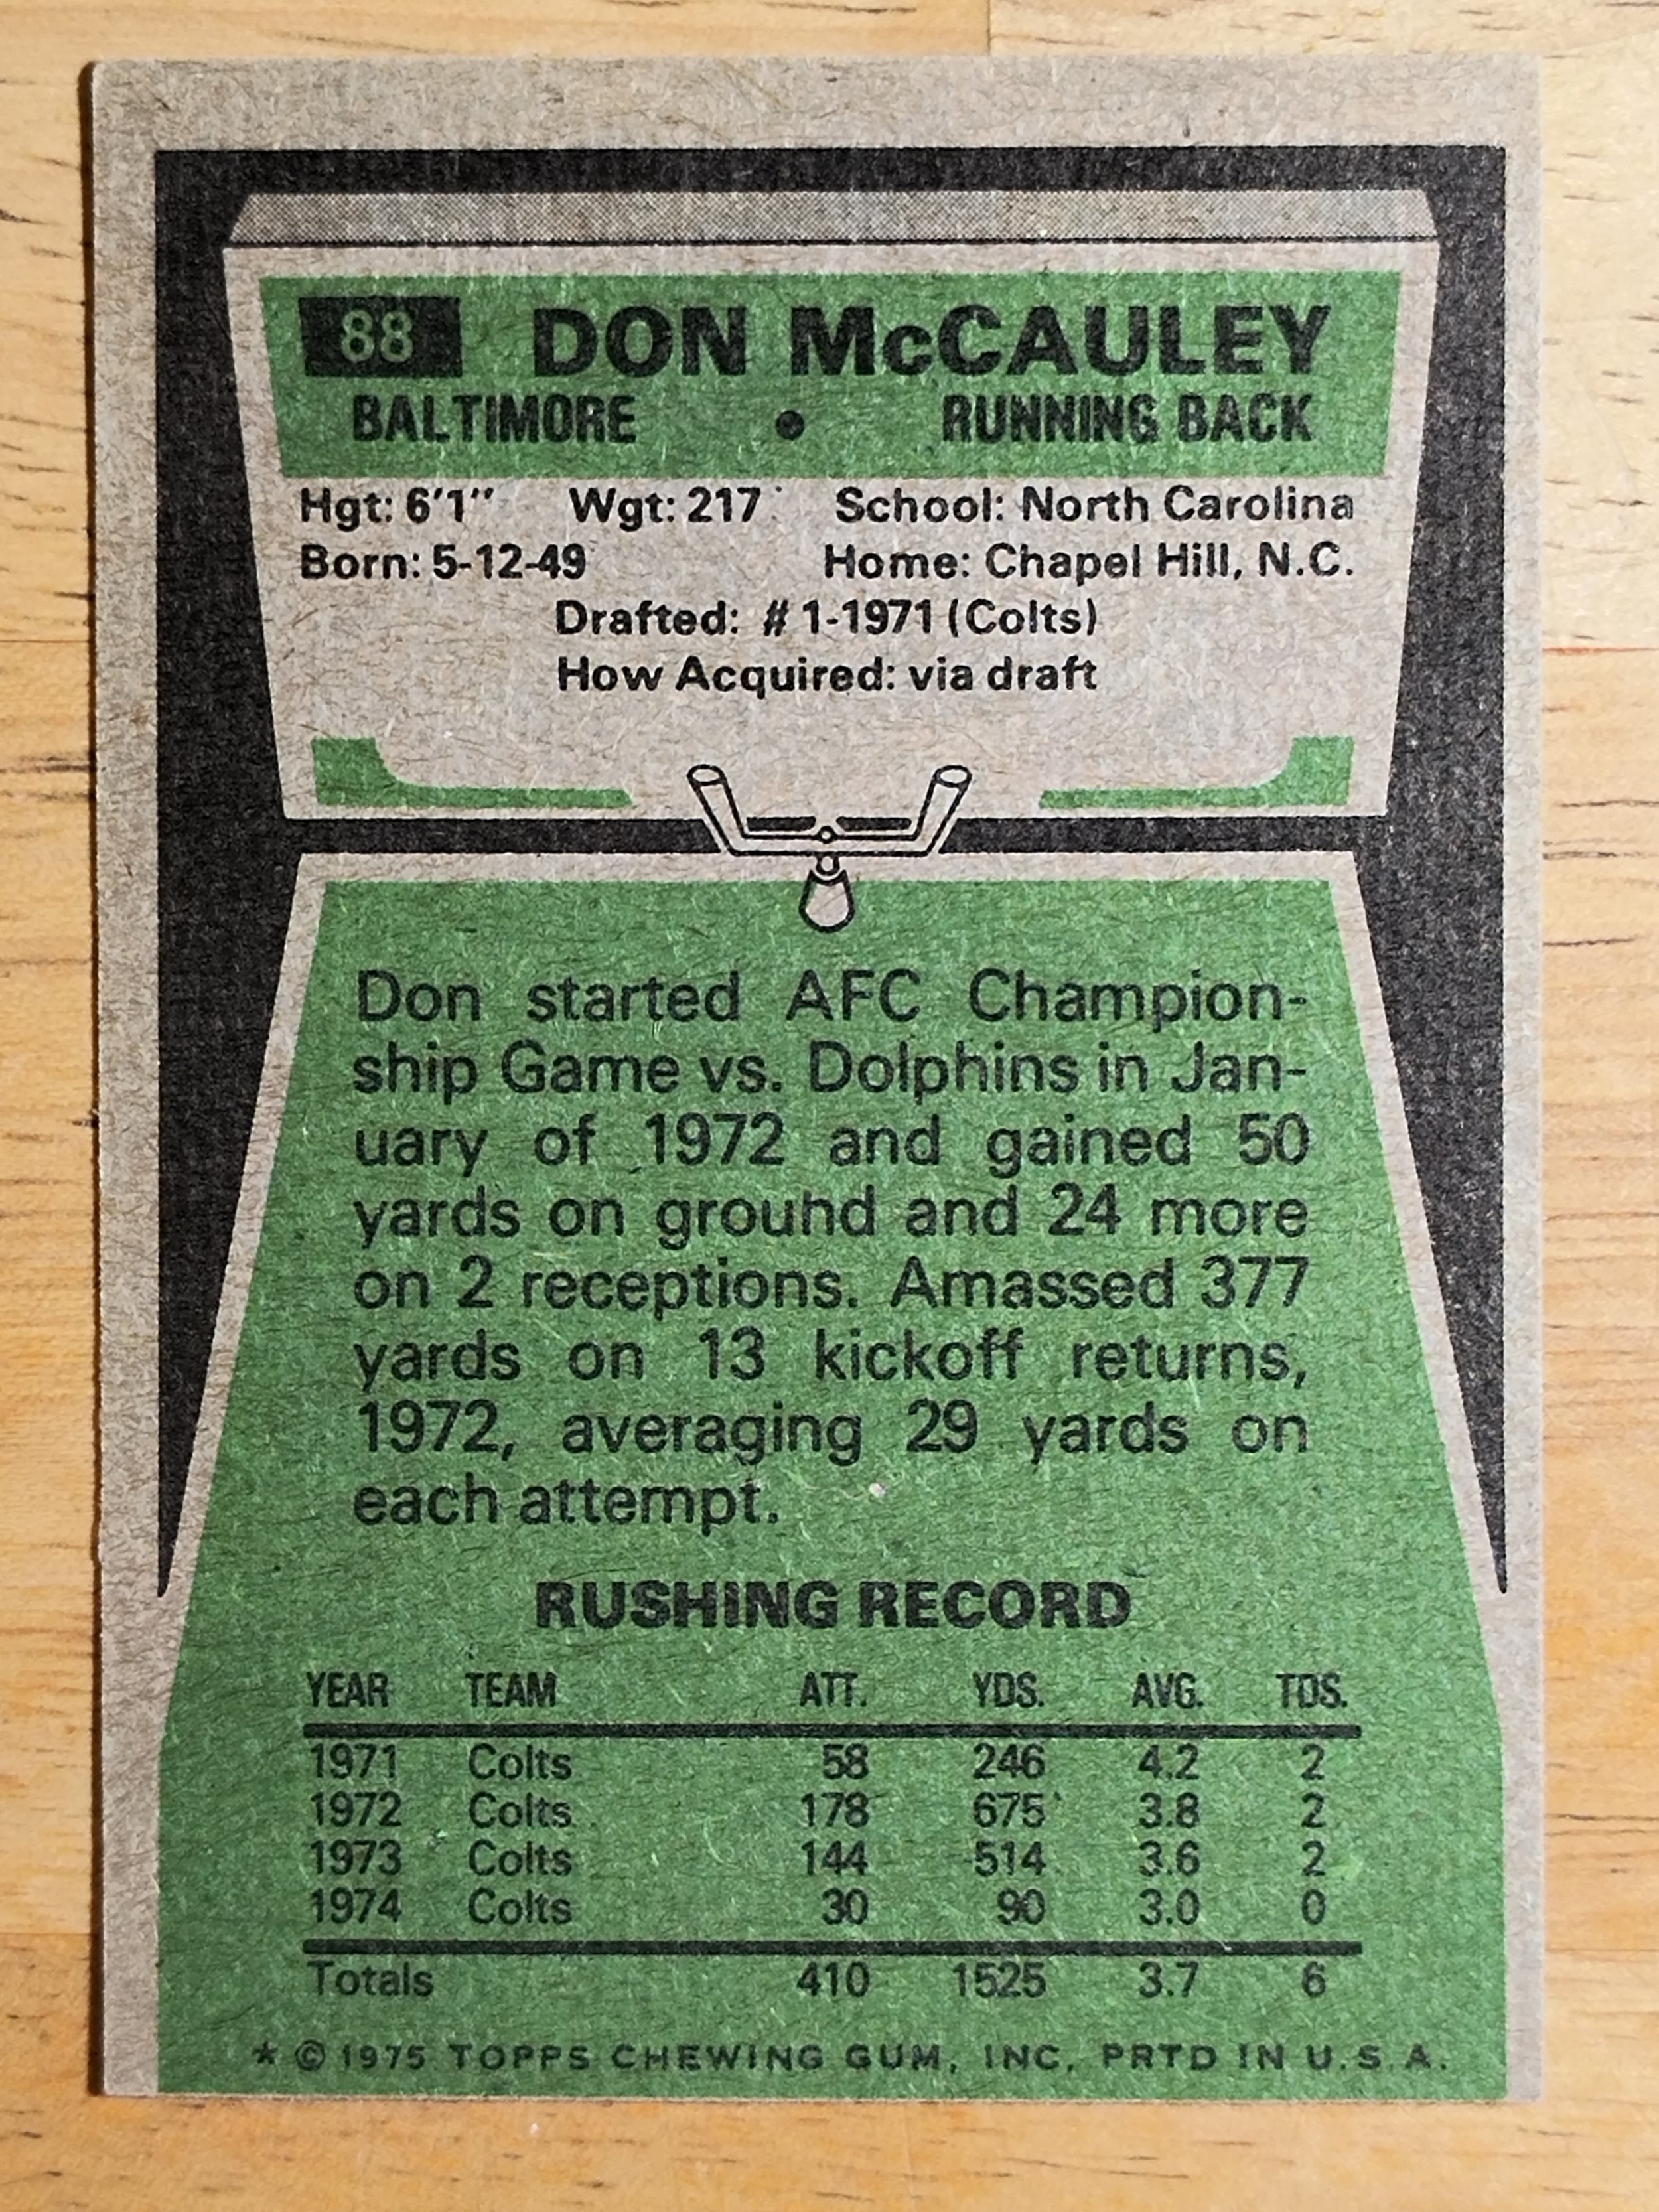 88 DON McCAULEY
BALTIMORE • RUNNING BACK
Hgt: 6'1" Wgt: 217 School: North Carolina
Born: 5-12-49 Home: Chapel Hill, N.C.
Drafted: # 1-1971 (Colts)
How Acquired: via draft
Don started AFC Champion-
ship Game vs. Dolphins in Jan-
uary of 1972 and gained 50
yards on ground and 24 more
on 2 receptions. Amassed 377
yards on 13 kickoff returns,
1972, averaging 29 yards on
each attempt.
RUSHING RECORD
YEAR TEAM ATT. YDS. AVG. TDS.
1971 Colts 58 246 4.2 2
1972 Colts 178 675 3.8 2
1973 Colts 144 514 3.6 2
1974 Colts 30 90 3.0 0
Totals 410 1525 3.7 6
* © 1975 TOPPS CHEWING GUM, INC. PRTD IN U.S.A.